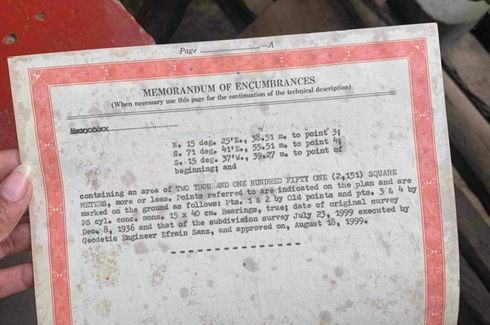 Page ————— A
MEMORANDUM OF ENCUMBRANCES
(When necessary use this page for the continuation of the technical description)
N. 15 deg. 25'E., 38.51 m. to point 3;
S. 71 deg. 41'E., 55.51 m. to point 4;
S. 15 deg. 37'W., 39.27 m. to point of
beginning; and
containing an area of TWO THOUSAND ONE HUNDRED FIFTY ONE (2,151) SQUARE
METERS, more or less. Points referred to are indicated on the plan and are
marked on the ground as follows: Pts. 1 & 2 by Old points and pts. 3 & 4 by
PS cyl. conc. mons. 15 x 40 cm. Bearings, true; date of original survey
Dec. 8, 1936 and that of the subdivision survey July 23, 1999 executed by
Geodetic Engineer Efrain Sans, and approved on, August 18, 1999.